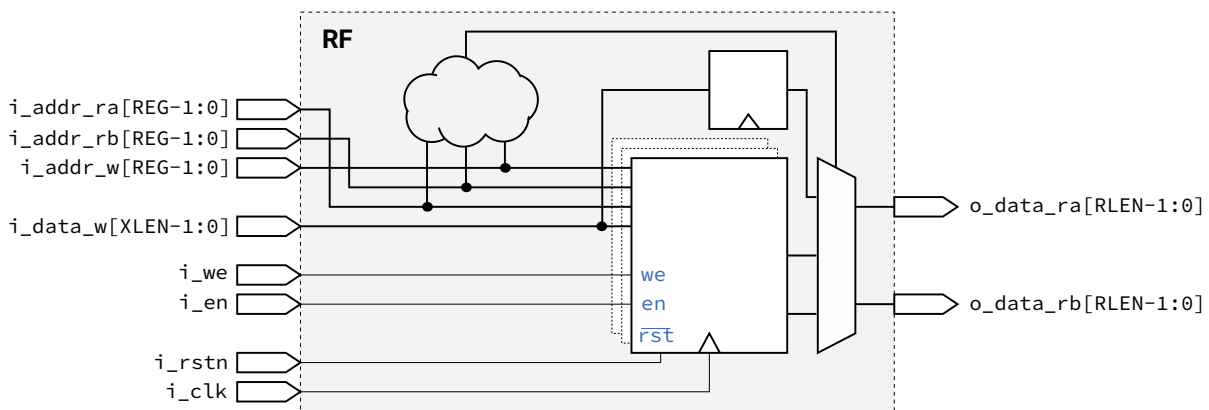 RF
i_addr_ra[REG-1:0]
i_addr_rb[REG-1:0]
i_addr_w[REG-1:0]
i_data_w[XLEN-1:0]
i_we
i_en
i_rstn
i_clk
we
en
rst
o_data_ra[RLEN-1:0]
o_data_rb[RLEN-1:0]